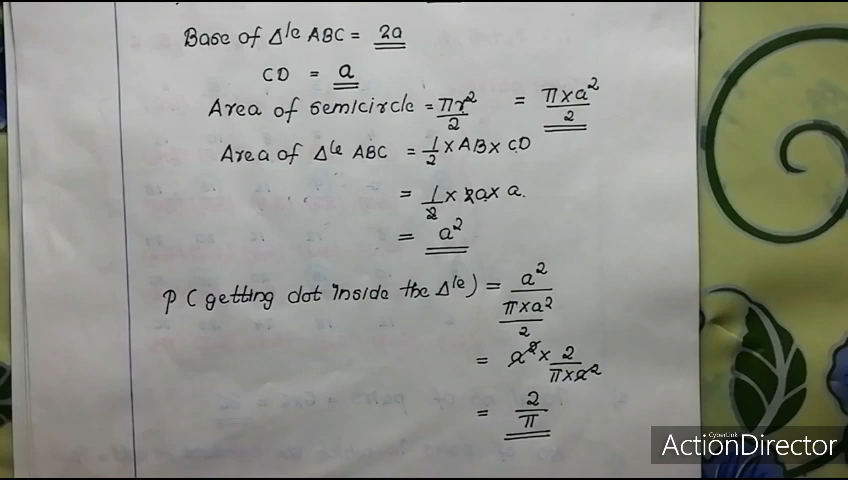 Base of Δle ABC = 2a
CD = a
Area of semicircle = πr²/2 = π×a²/2
Area of Δle ABC = 1/2 × AB × CD
= 1/2 × 2a × a.
= a²
P (getting dot inside the Δle) = a²/(π×a²/2)
= a² × 2/(π×a²)
= 2/π
CyberLink
ActionDirector